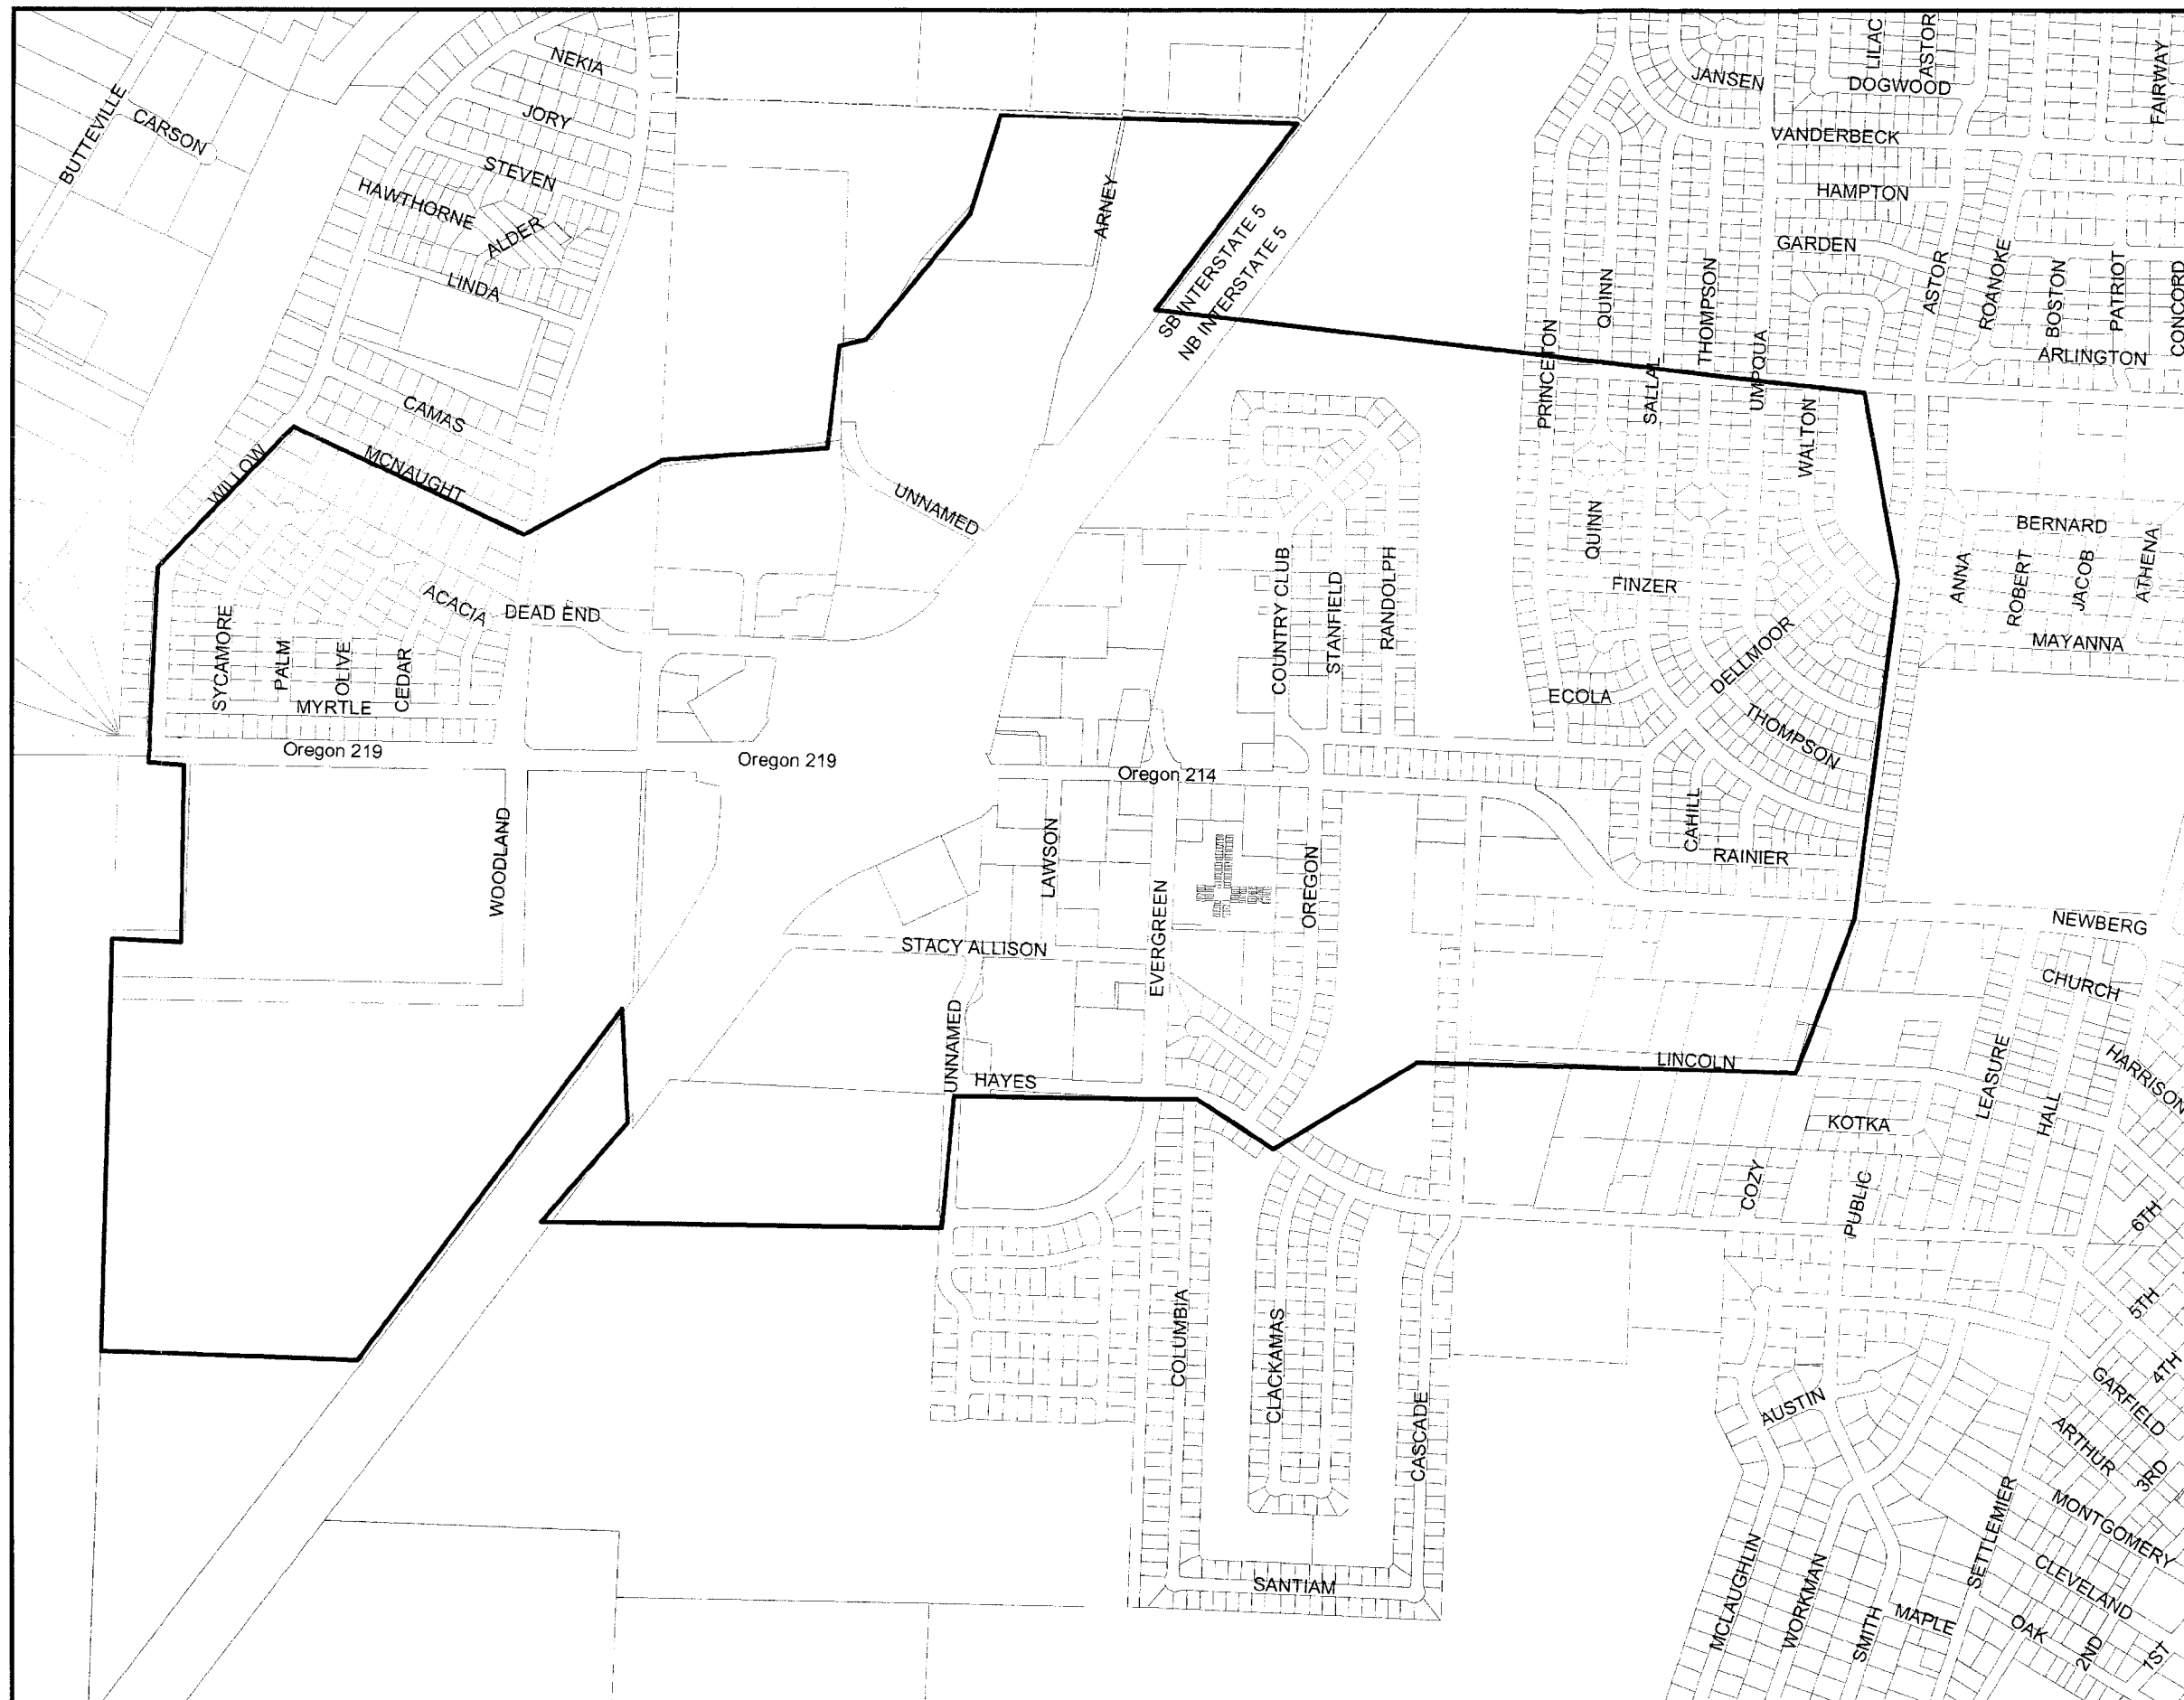 NEKIA
BUTTEVILLE
CARSON
JORY
STEVEN
HAWTHORNE
ALDER
LINDA
CAMAS
MCNAUGHT
WILLOW
ARNEY
SB INTERSTATE 5
NB INTERSTATE 5
UNNAMED
LILAC
ASTOR
FAIRWAY
JANSEN
DOGWOOD
VANDERBECK
HAMPTON
GARDEN
QUINN
THOMPSON
ASTOR
ROANOKE
BOSTON
PATRIOT
CONCORD
PRINCETON
SALLAL
UMPQUA
ARLINGTON
WALTON
QUINN
FINZER
BERNARD
ANNA
ROBERT
JACOB
ATHENA
MAYANNA
DELLMOOR
ECOLA
THOMPSON
COUNTRY CLUB
STANFIELD
RANDOLPH
ACACIA
DEAD END
SYCAMORE
PALM
OLIVE
CEDAR
MYRTLE
Oregon 219
Oregon 219
Oregon 214
WOODLAND
LAWSON
EVERGREEN
OREGON
CAHILL
RAINIER
STACY ALLISON
NEWBERG
CHURCH
UNNAMED
HAYES
LINCOLN
LEASURE
HALL
HARRISON
KOTKA
COZY
PUBLIC
6TH
5TH
4TH
GARFIELD
ARTHUR
3RD
COLUMBIA
CLACKAMAS
CASCADE
AUSTIN
SETTLEMIER
MONTGOMERY
CLEVELAND
SANTIAM
MCLAUGHLIN
WORKMAN
SMITH
MAPLE
OAK
2ND
1ST